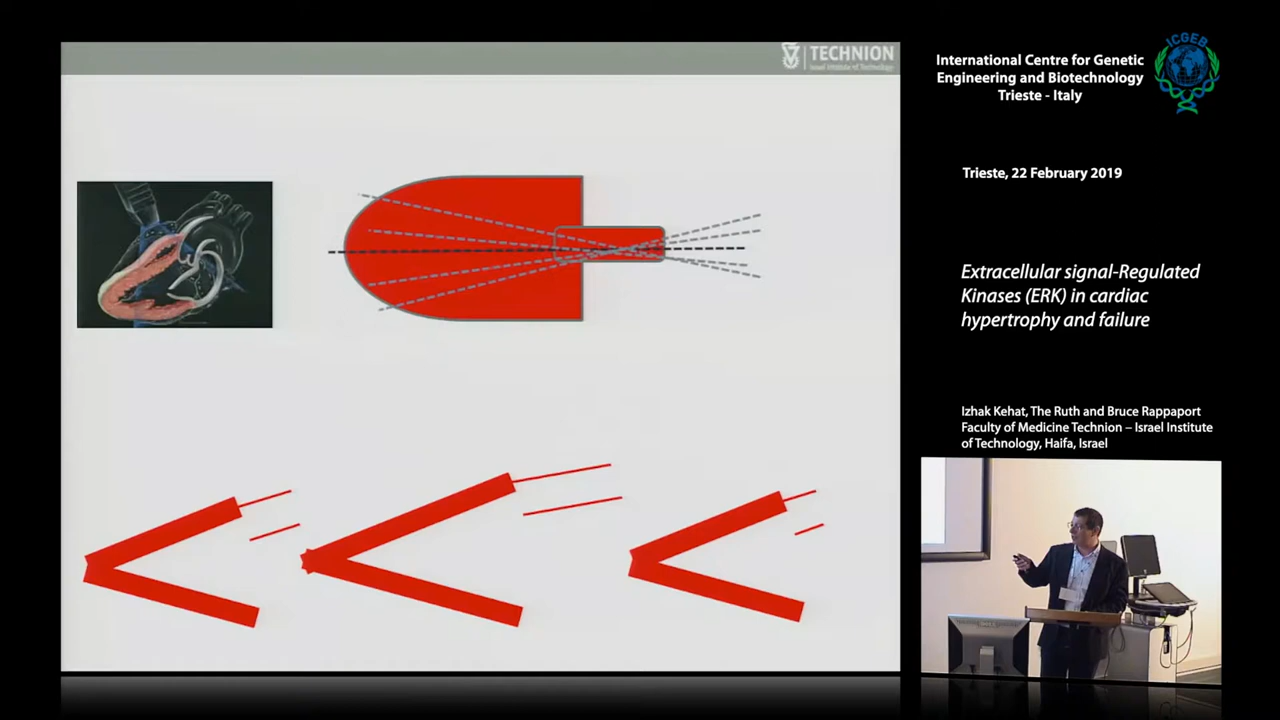 TECHNION
Israel Institute of Technology
International Centre for Genetic
Engineering and Biotechnology
Trieste - Italy
ICGEB
Trieste, 22 February 2019
Extracellular signal-Regulated
Kinases (ERK) in cardiac
hypertrophy and failure
Izhak Kehat, The Ruth and Bruce Rappaport
Faculty of Medicine Technion – Israel Institute
of Technology, Haifa, Israel